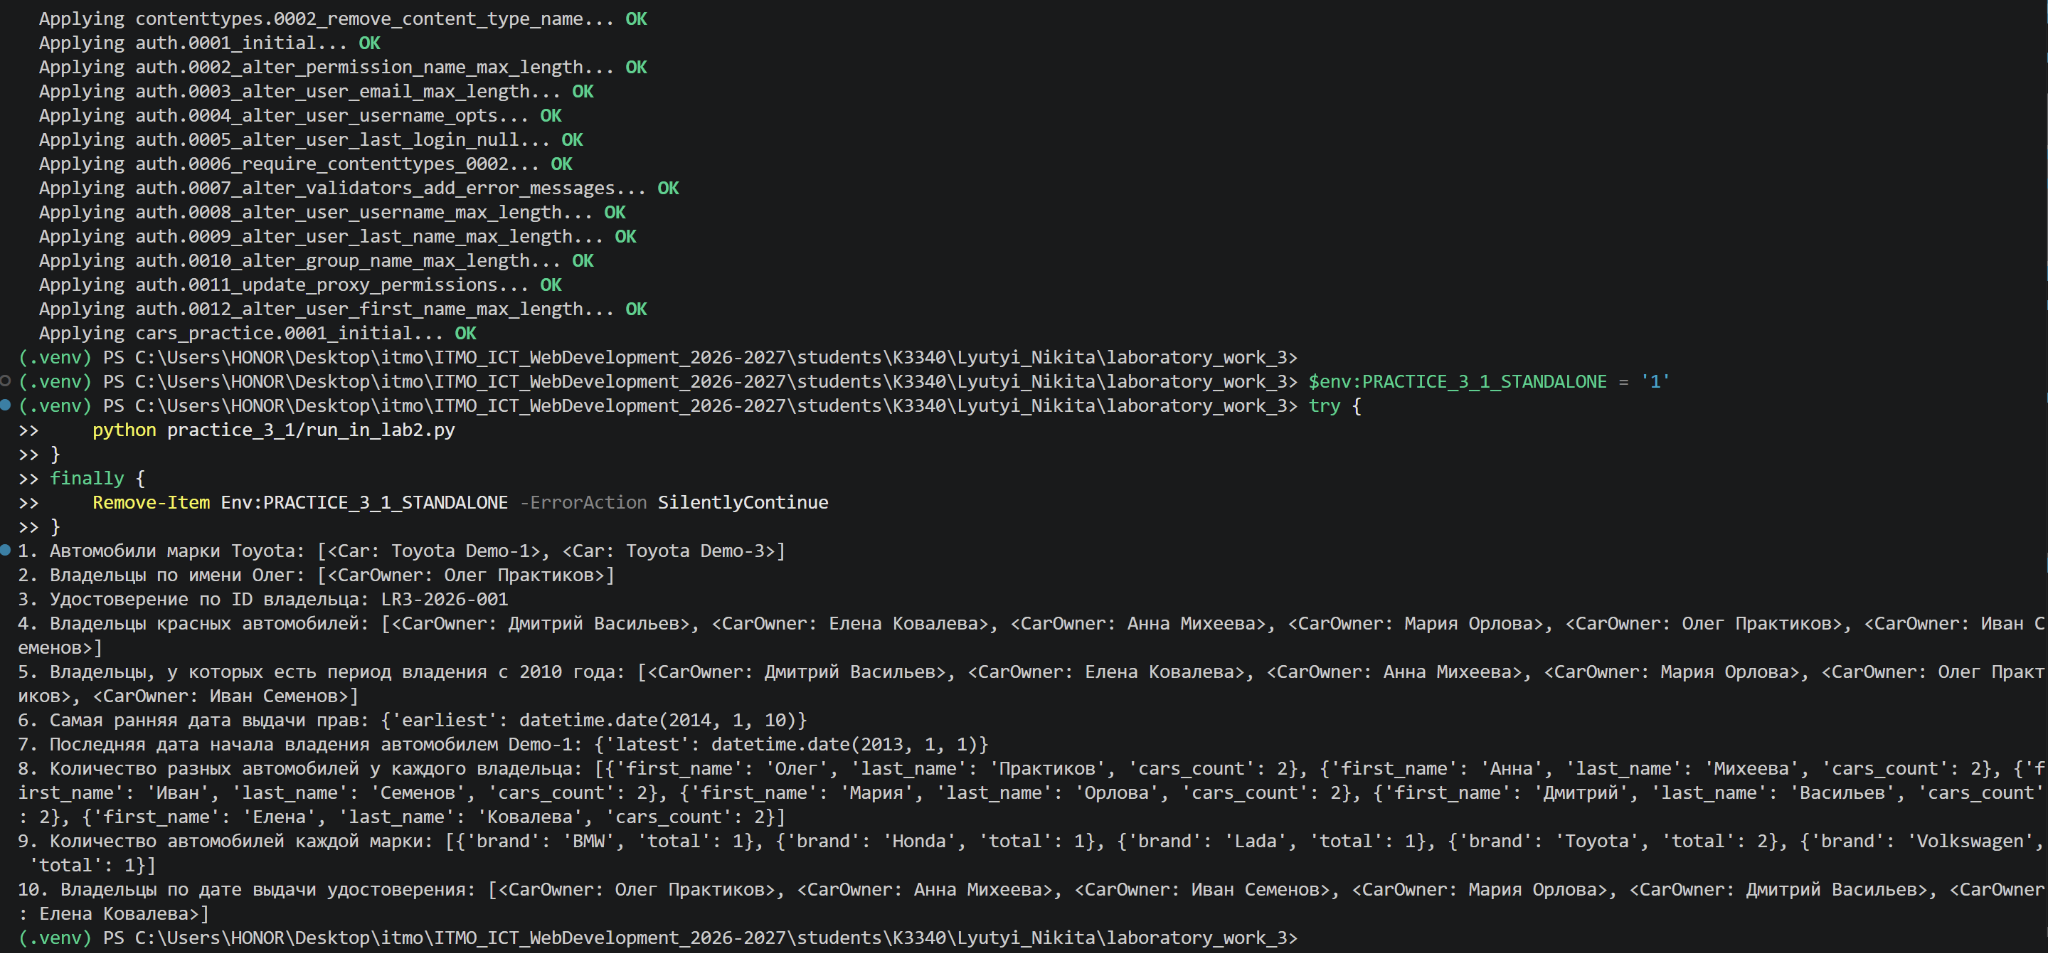 Applying contenttypes.0002_remove_content_type_name... OK
Applying auth.0001_initial... OK
Applying auth.0002_alter_permission_name_max_length... OK
Applying auth.0003_alter_user_email_max_length... OK
Applying auth.0004_alter_user_username_opts... OK
Applying auth.0005_alter_user_last_login_null... OK
Applying auth.0006_require_contenttypes_0002... OK
Applying auth.0007_alter_validators_add_error_messages... OK
Applying auth.0008_alter_user_username_max_length... OK
Applying auth.0009_alter_user_last_name_max_length... OK
Applying auth.0010_alter_group_name_max_length... OK
Applying auth.0011_update_proxy_permissions... OK
Applying auth.0012_alter_user_first_name_max_length... OK
Applying cars_practice.0001_initial... OK
(.venv) PS C:\Users\HONOR\Desktop\itmo\ITMO_ICT_WebDevelopment_2026-2027\students\K3340\Lyutyi_Nikita\laboratory_work_3>
(.venv) PS C:\Users\HONOR\Desktop\itmo\ITMO_ICT_WebDevelopment_2026-2027\students\K3340\Lyutyi_Nikita\laboratory_work_3> $env:PRACTICE_3_1_STANDALONE = '1'
(.venv) PS C:\Users\HONOR\Desktop\itmo\ITMO_ICT_WebDevelopment_2026-2027\students\K3340\Lyutyi_Nikita\laboratory_work_3> try {
>>     python practice_3_1/run_in_lab2.py
>> }
>> finally {
>>     Remove-Item Env:PRACTICE_3_1_STANDALONE -ErrorAction SilentlyContinue
>> }
1. Автомобили марки Toyota: [<Car: Toyota Demo-1>, <Car: Toyota Demo-3>]
2. Владельцы по имени Олег: [<CarOwner: Олег Практиков>]
3. Удостоверение по ID владельца: LR3-2026-001
4. Владельцы красных автомобилей: [<CarOwner: Дмитрий Васильев>, <CarOwner: Елена Ковалева>, <CarOwner: Анна Михеева>, <CarOwner: Мария Орлова>, <CarOwner: Олег Практиков>, <CarOwner: Иван С
еменов>]
5. Владельцы, у которых есть период владения с 2010 года: [<CarOwner: Дмитрий Васильев>, <CarOwner: Елена Ковалева>, <CarOwner: Анна Михеева>, <CarOwner: Мария Орлова>, <CarOwner: Олег Практ
иков>, <CarOwner: Иван Семенов>]
6. Самая ранняя дата выдачи прав: {'earliest': datetime.date(2014, 1, 10)}
7. Последняя дата начала владения автомобилем Demo-1: {'latest': datetime.date(2013, 1, 1)}
8. Количество разных автомобилей у каждого владельца: [{'first_name': 'Олег', 'last_name': 'Практиков', 'cars_count': 2}, {'first_name': 'Анна', 'last_name': 'Михеева', 'cars_count': 2}, {'f
irst_name': 'Иван', 'last_name': 'Семенов', 'cars_count': 2}, {'first_name': 'Мария', 'last_name': 'Орлова', 'cars_count': 2}, {'first_name': 'Дмитрий', 'last_name': 'Васильев', 'cars_count'
: 2}, {'first_name': 'Елена', 'last_name': 'Ковалева', 'cars_count': 2}]
9. Количество автомобилей каждой марки: [{'brand': 'BMW', 'total': 1}, {'brand': 'Honda', 'total': 1}, {'brand': 'Lada', 'total': 1}, {'brand': 'Toyota', 'total': 2}, {'brand': 'Volkswagen',
'total': 1}]
10. Владельцы по дате выдачи удостоверения: [<CarOwner: Олег Практиков>, <CarOwner: Анна Михеева>, <CarOwner: Иван Семенов>, <CarOwner: Мария Орлова>, <CarOwner: Дмитрий Васильев>, <CarOwner
: Елена Ковалева>]
(.venv) PS C:\Users\HONOR\Desktop\itmo\ITMO_ICT_WebDevelopment_2026-2027\students\K3340\Lyutyi_Nikita\laboratory_work_3>